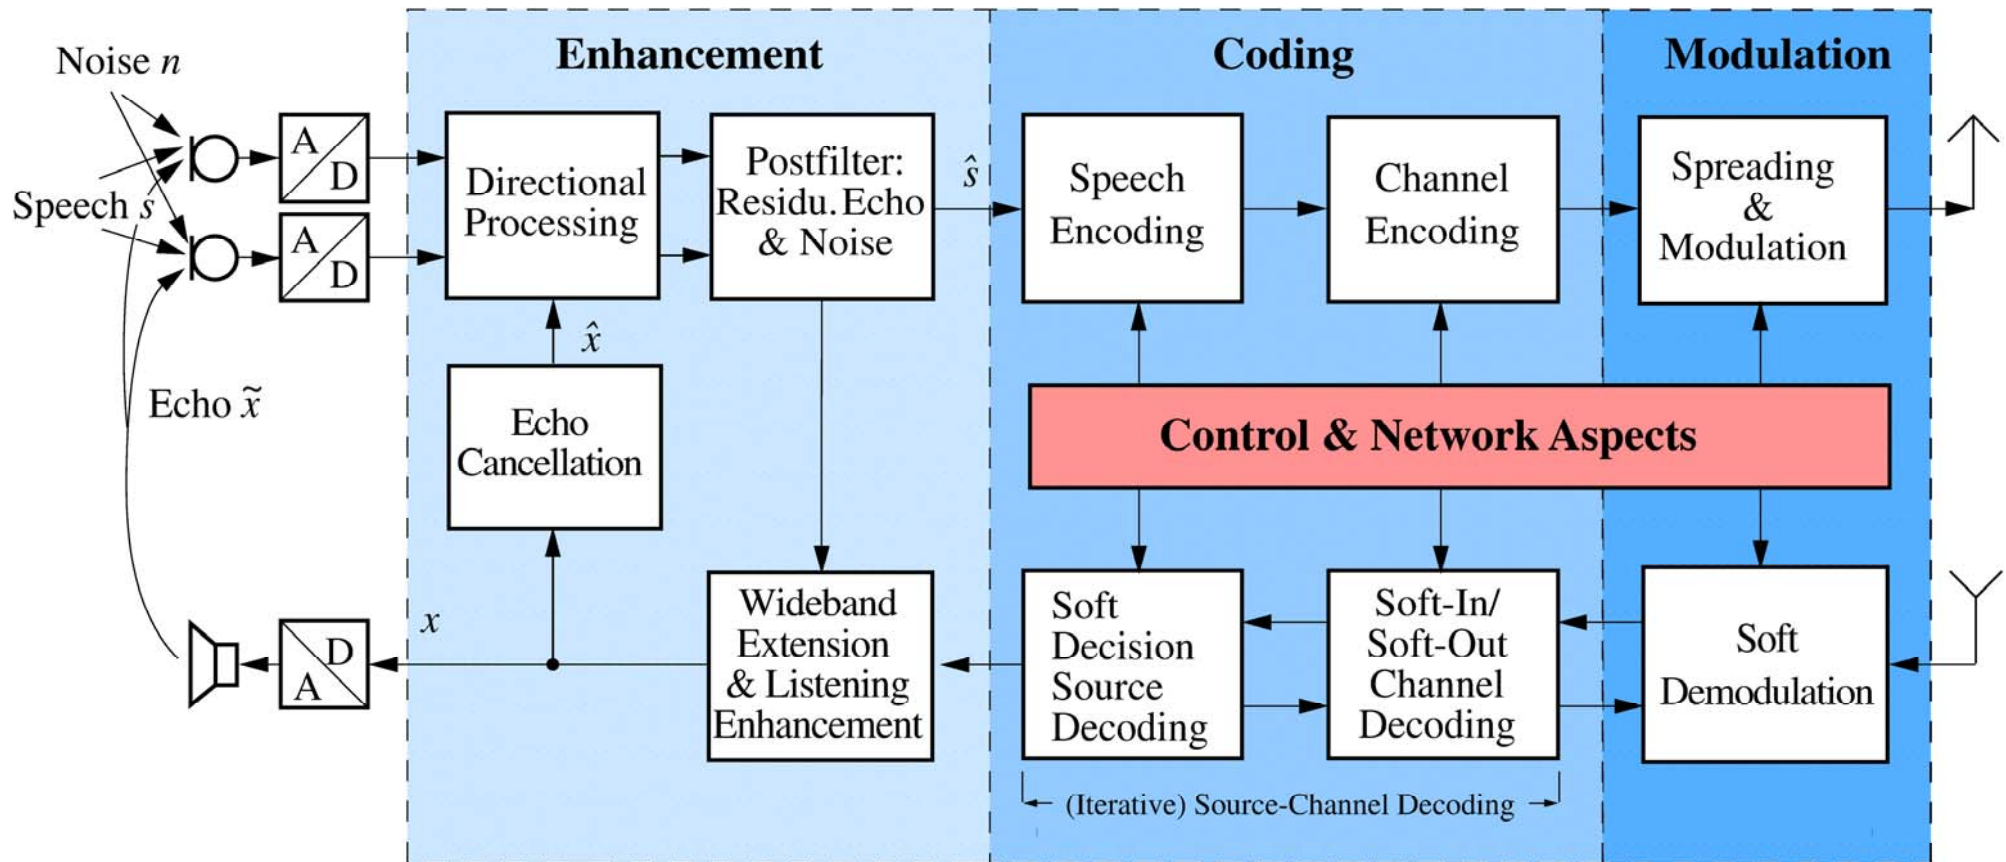 Enhancement
Coding
Modulation
Noise n
Speech s
Echo x̃
A
D
A
D
Directional
Processing
Postfilter:
Residu. Echo
& Noise
ŝ
Speech
Encoding
Channel
Encoding
Spreading
&
Modulation
x̂
Echo
Cancellation
Control & Network Aspects
x
D
A
Wideband
Extension
& Listening
Enhancement
Soft
Decision
Source
Decoding
Soft-In/
Soft-Out
Channel
Decoding
Soft
Demodulation
(Iterative) Source-Channel Decoding